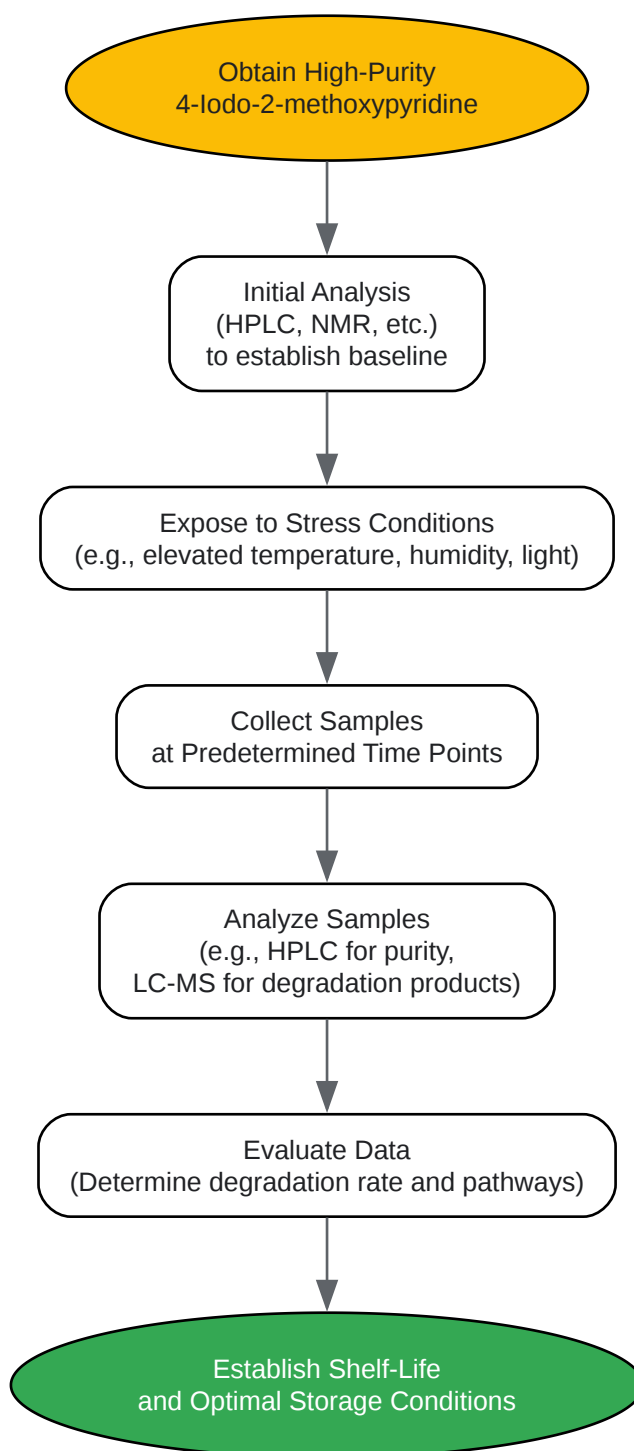 Obtain High-Purity
4-Iodo-2-methoxypyridine
Initial Analysis
(HPLC, NMR, etc.)
to establish baseline
Expose to Stress Conditions
(e.g., elevated temperature, humidity, light)
Collect Samples
at Predetermined Time Points
Analyze Samples
(e.g., HPLC for purity,
LC-MS for degradation products)
Evaluate Data
(Determine degradation rate and pathways)
Establish Shelf-Life
and Optimal Storage Conditions